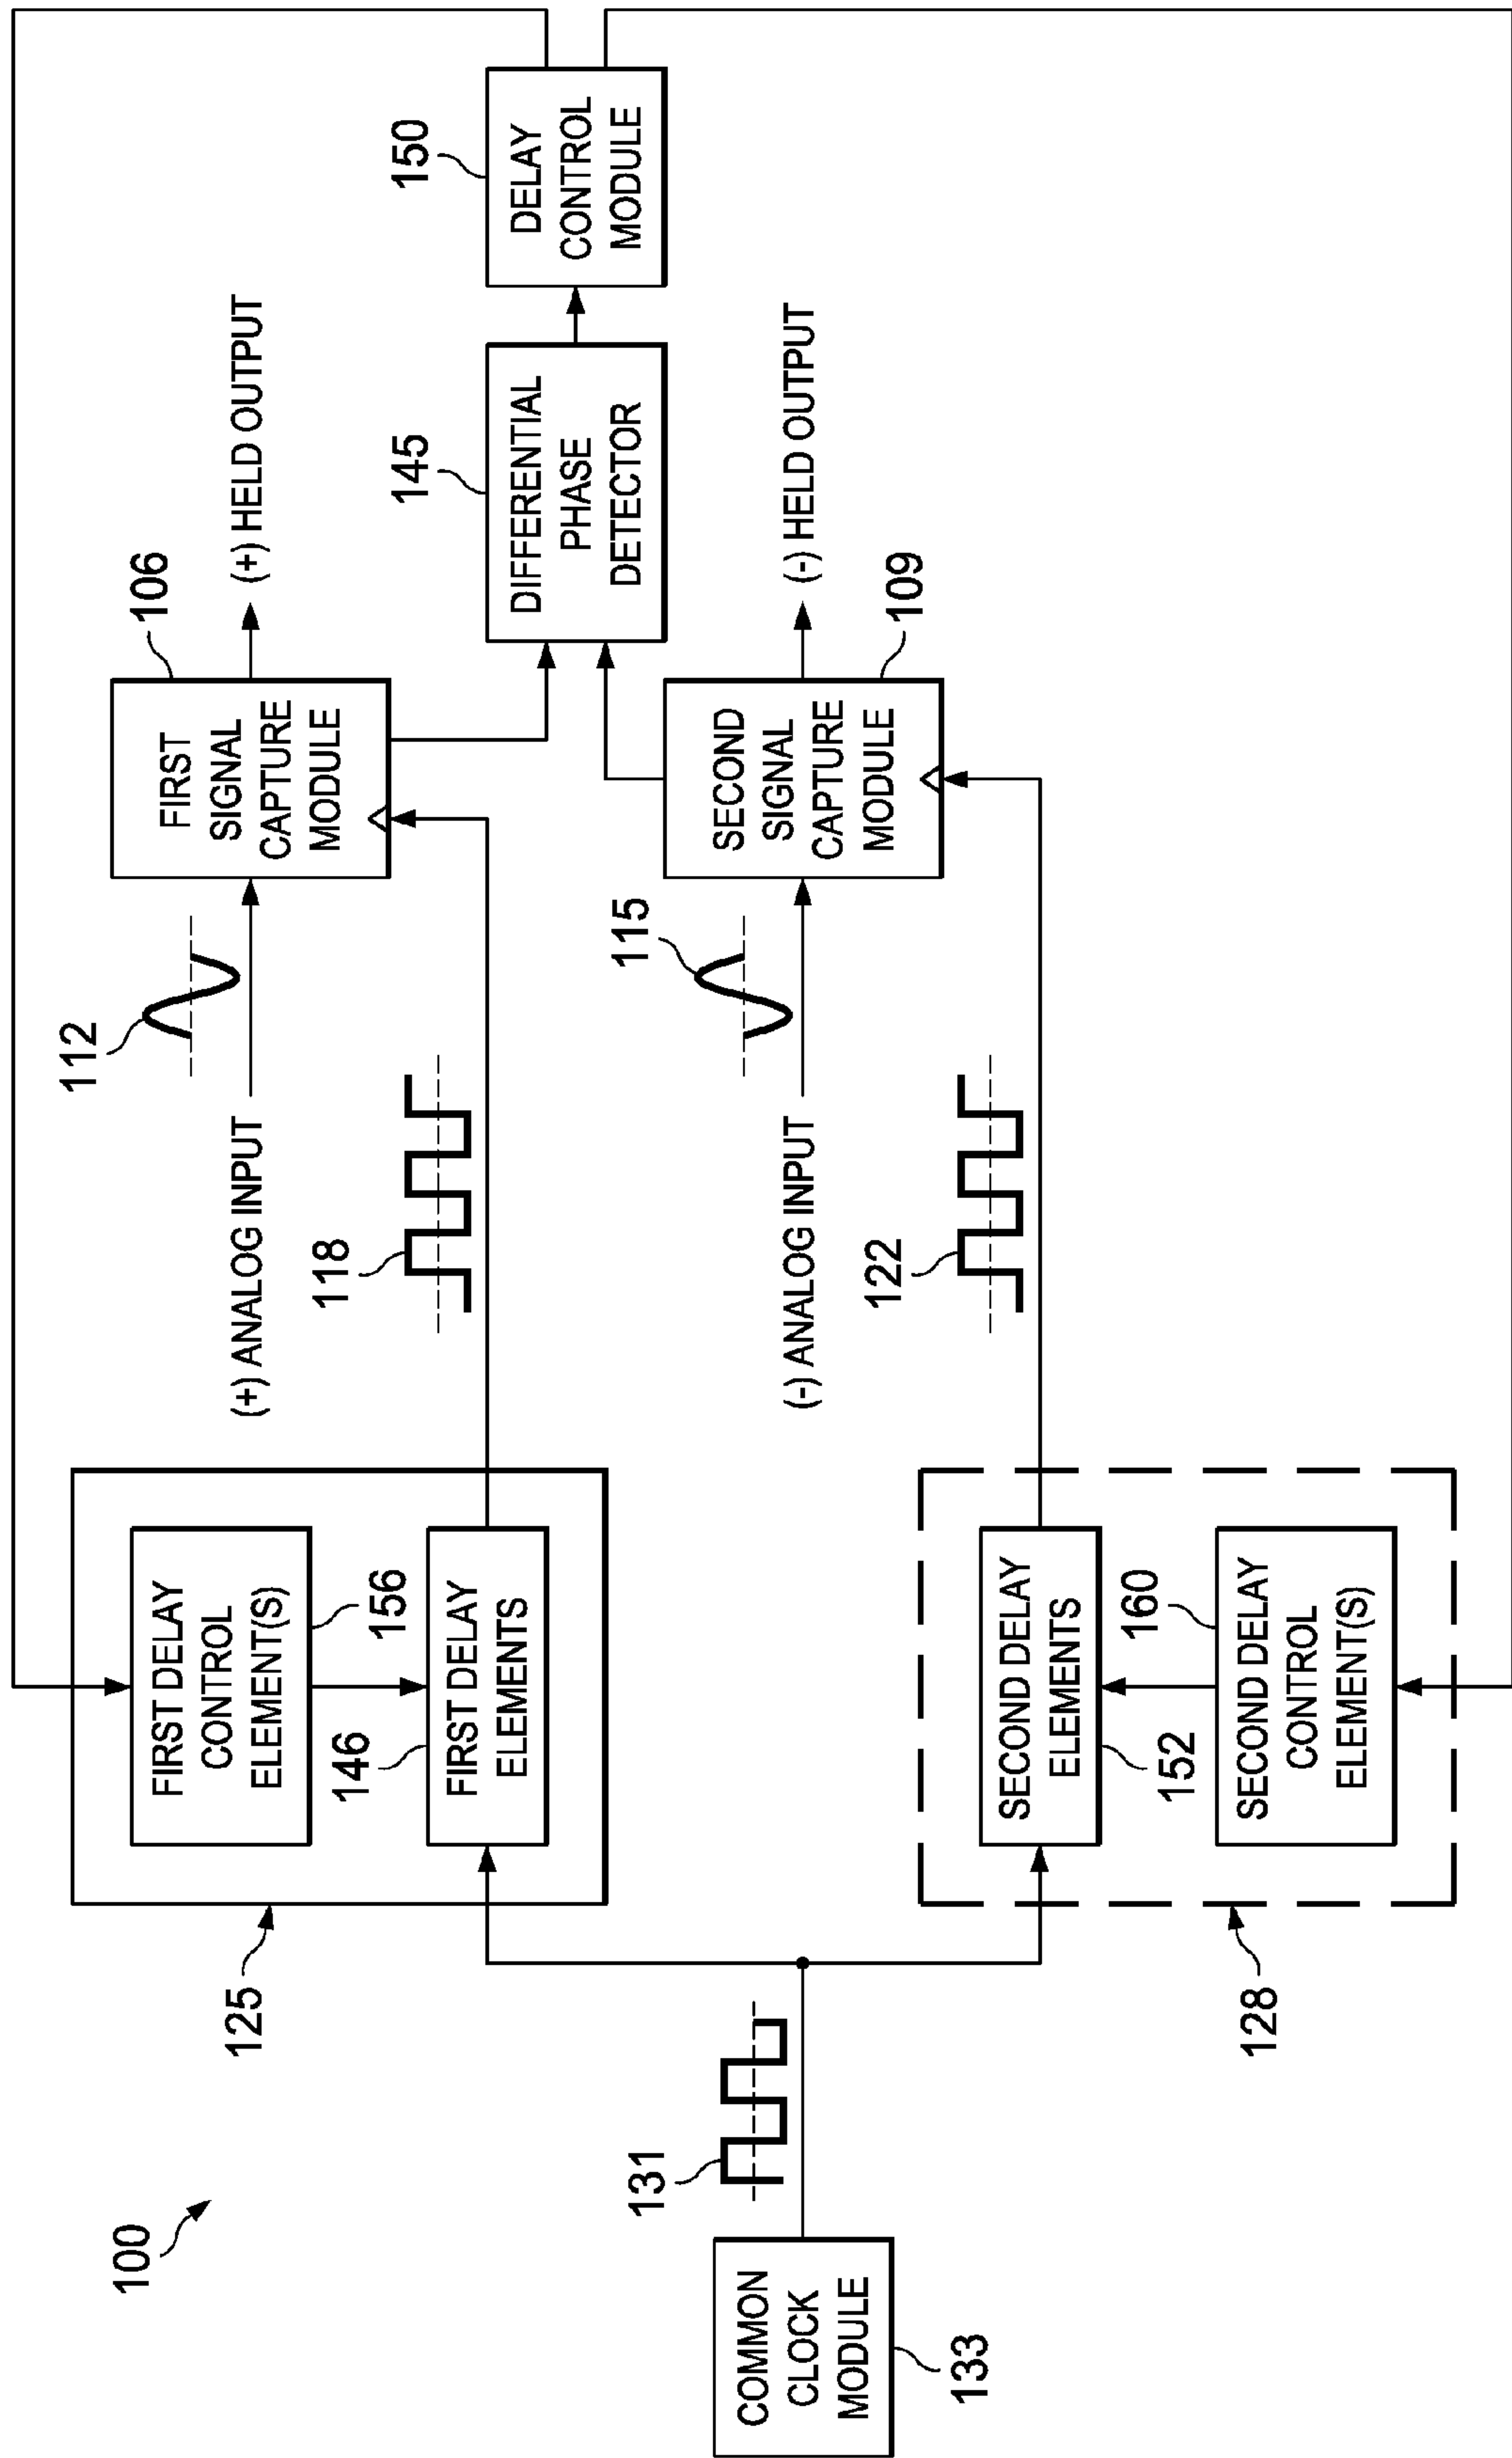 100
COMMON
CLOCK
MODULE
133
131
125
FIRST DELAY
CONTROL
ELEMENT(S)
156
146
FIRST DELAY
ELEMENTS
128
SECOND DELAY
ELEMENTS
152
160
SECOND DELAY
CONTROL
ELEMENT(S)
112
(+) ANALOG INPUT
118
115
(-) ANALOG INPUT
122
106
FIRST
SIGNAL
CAPTURE
MODULE
(+) HELD OUTPUT
SECOND
SIGNAL
CAPTURE
MODULE
109
(-) HELD OUTPUT
145
DIFFERENTIAL
PHASE
DETECTOR
150
DELAY
CONTROL
MODULE